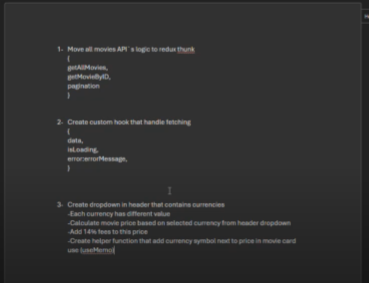 1- Move all movies API`s logic to redux thunk
{
getAllMovies,
getMovieByID,
pagination
}
2- Create custom hook that handle fetching
{
data,
isLoading,
error:errorMessage,
}
3- Create dropdown in header that contains currencies
-Each currency has different value
-Calculate movie price based on selected currency from header dropdown
-Add 14% fees to this price
-Create helper function that add currency symbol next to price in movie card
use (useMemo)